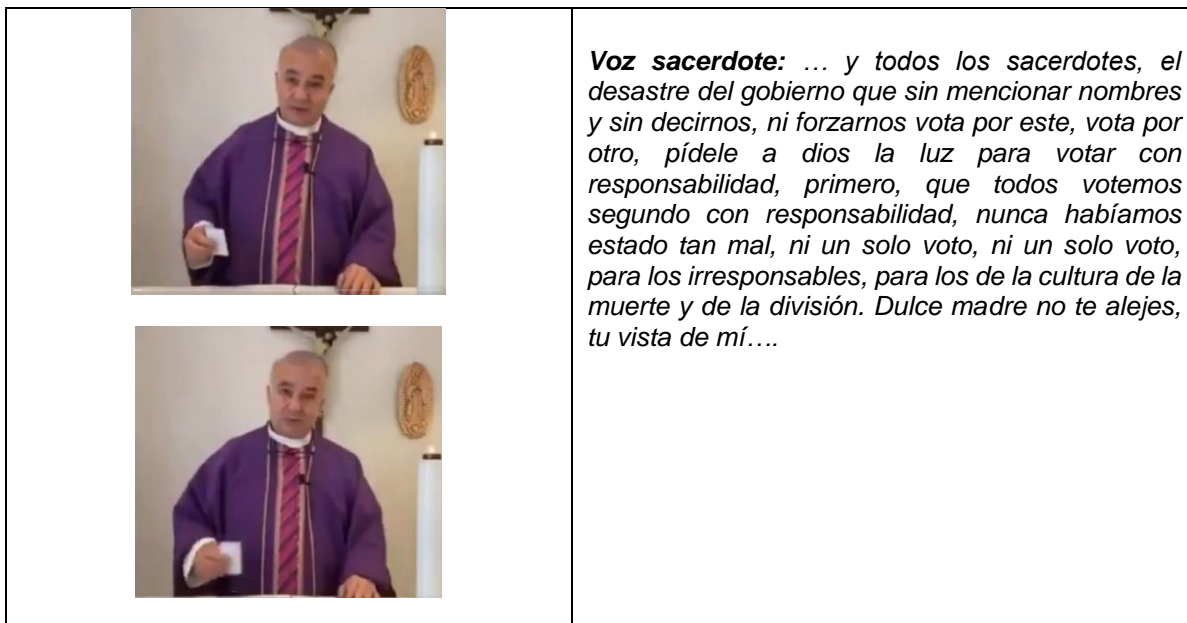 Voz sacerdote: … y todos los sacerdotes, el
desastre del gobierno que sin mencionar nombres
y sin decirnos, ni forzarnos vota por este, vota por
otro, pídele a dios la luz para votar con
responsabilidad, primero, que todos votemos
segundo con responsabilidad, nunca habíamos
estado tan mal, ni un solo voto, ni un solo voto,
para los irresponsables, para los de la cultura de la
muerte y de la división. Dulce madre no te alejes,
tu vista de mí….